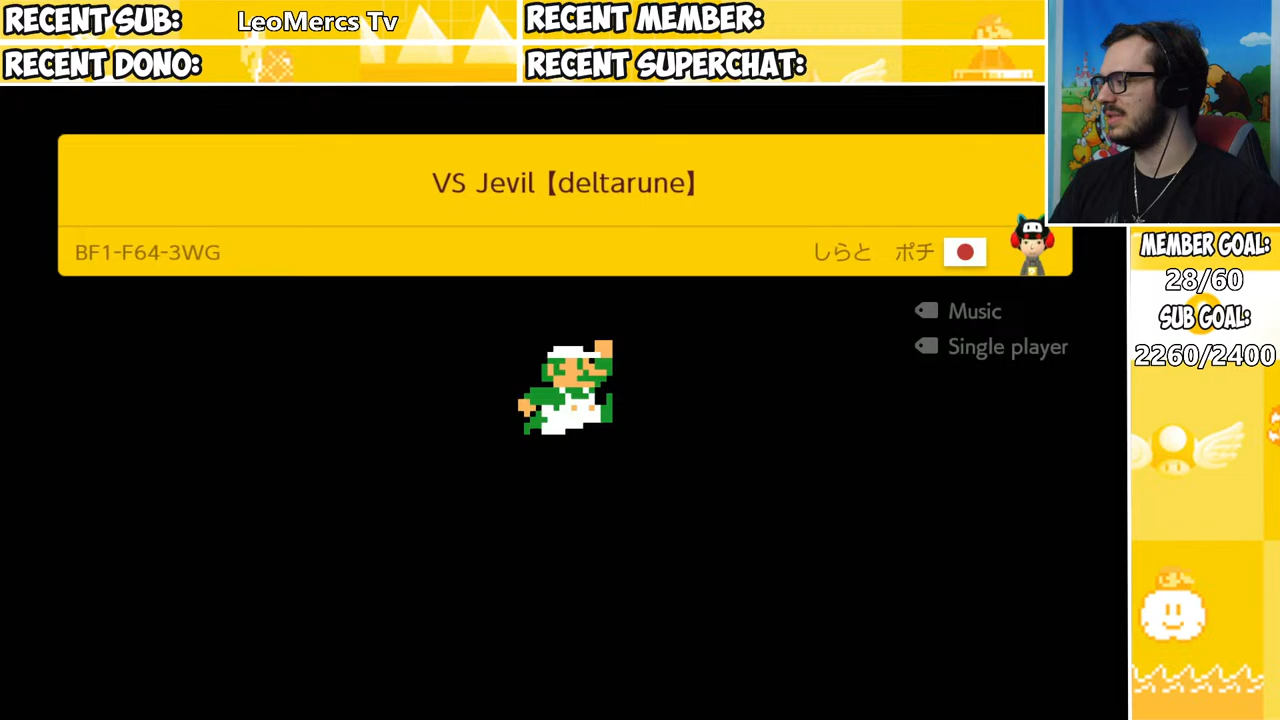 RECENT SUB: LeoMercs Tv
RECENT MEMBER:
RECENT DONO:
RECENT SUPERCHAT:
VS Jevil【deltarune】
BF1-F64-3WG
しらと　ポチ
Music
Single player
MEMBER GOAL:
28/60
SUB GOAL:
2260/2400